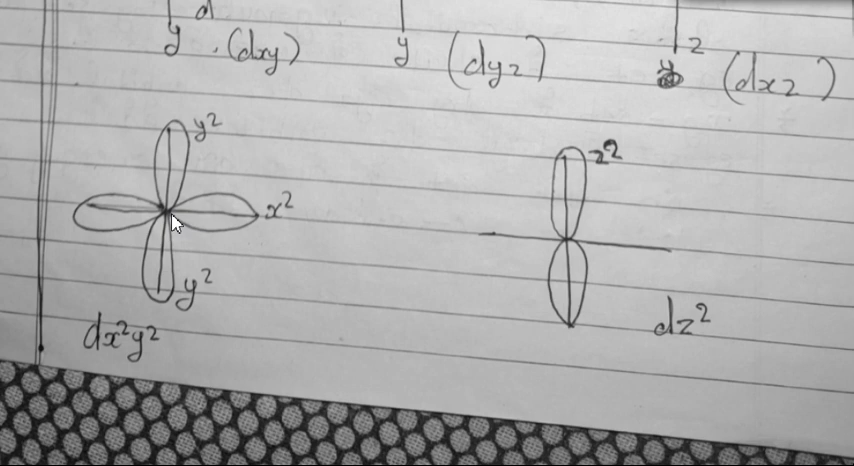 d
y (dxy) y (dyz) z y (dxz)
y² z²
x²
y²
dx²y² dz²